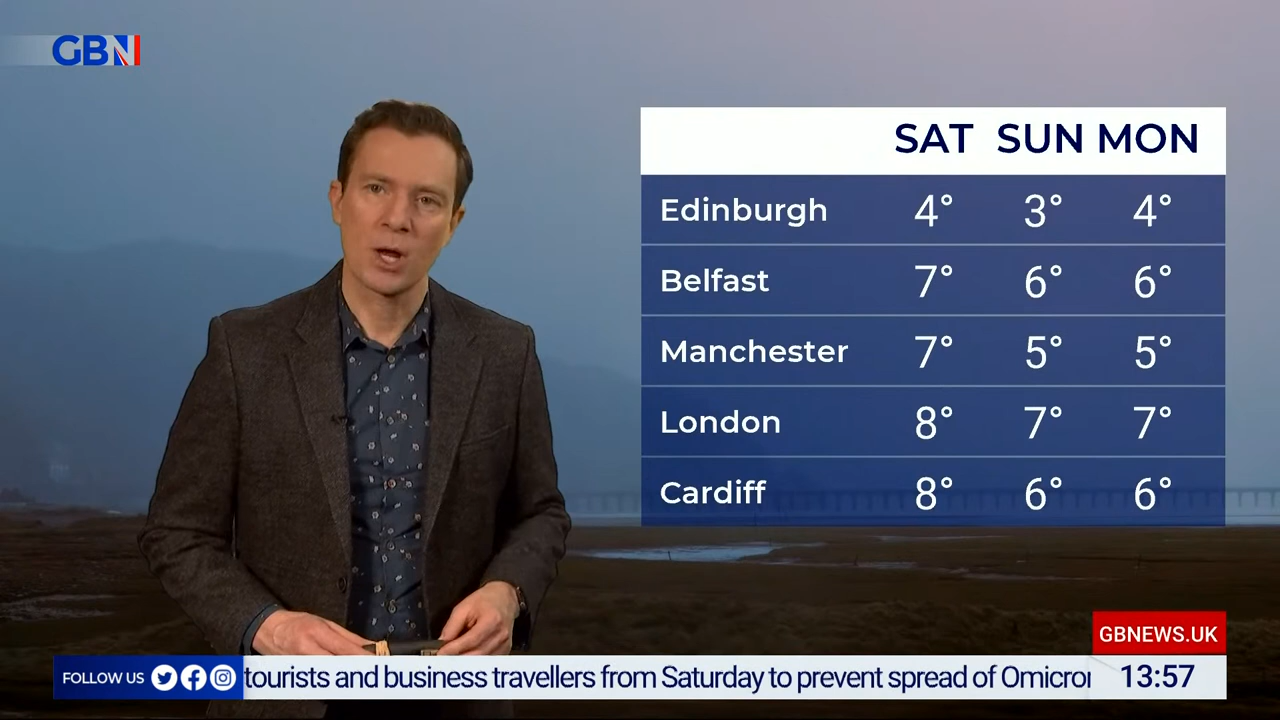 GBN
SAT SUN MON
Edinburgh 4° 3° 4°
Belfast 7° 6° 6°
Manchester 7° 5° 5°
London 8° 7° 7°
Cardiff 8° 6° 6°
GBNEWS.UK
FOLLOW US tourists and business travellers from Saturday to prevent spread of Omicron 13:57